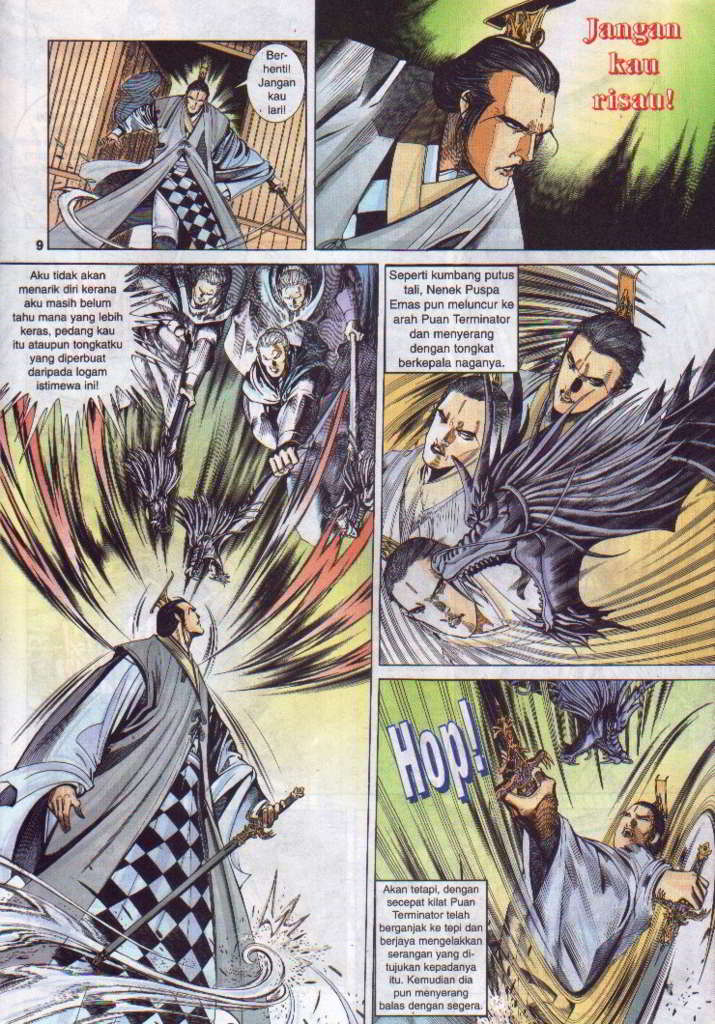 Ber-
henti!
Jangan
kau
lari!
Jangan
kau
risau!
9
Aku tidak akan
menarik diri kerana
aku masih belum
tahu mana yang lebih
keras, pedang kau
itu ataupun tongkatku
yang diperbuat
daripada logam
istimewa ini!
Seperti kumbang putus
tali, Nenek Puspa
Emas pun meluncur ke
arah Puan Terminator
dan menyerang
dengan tongkat
berkepala naganya.
Hop!
Akan tetapi, dengan
secepat kilat Puan
Terminator telah
berganjak ke tepi dan
berjaya mengelakkan
serangan yang di-
tujukan kepadanya
itu. Kemudian dia
pun menyerang
balas dengan segera.